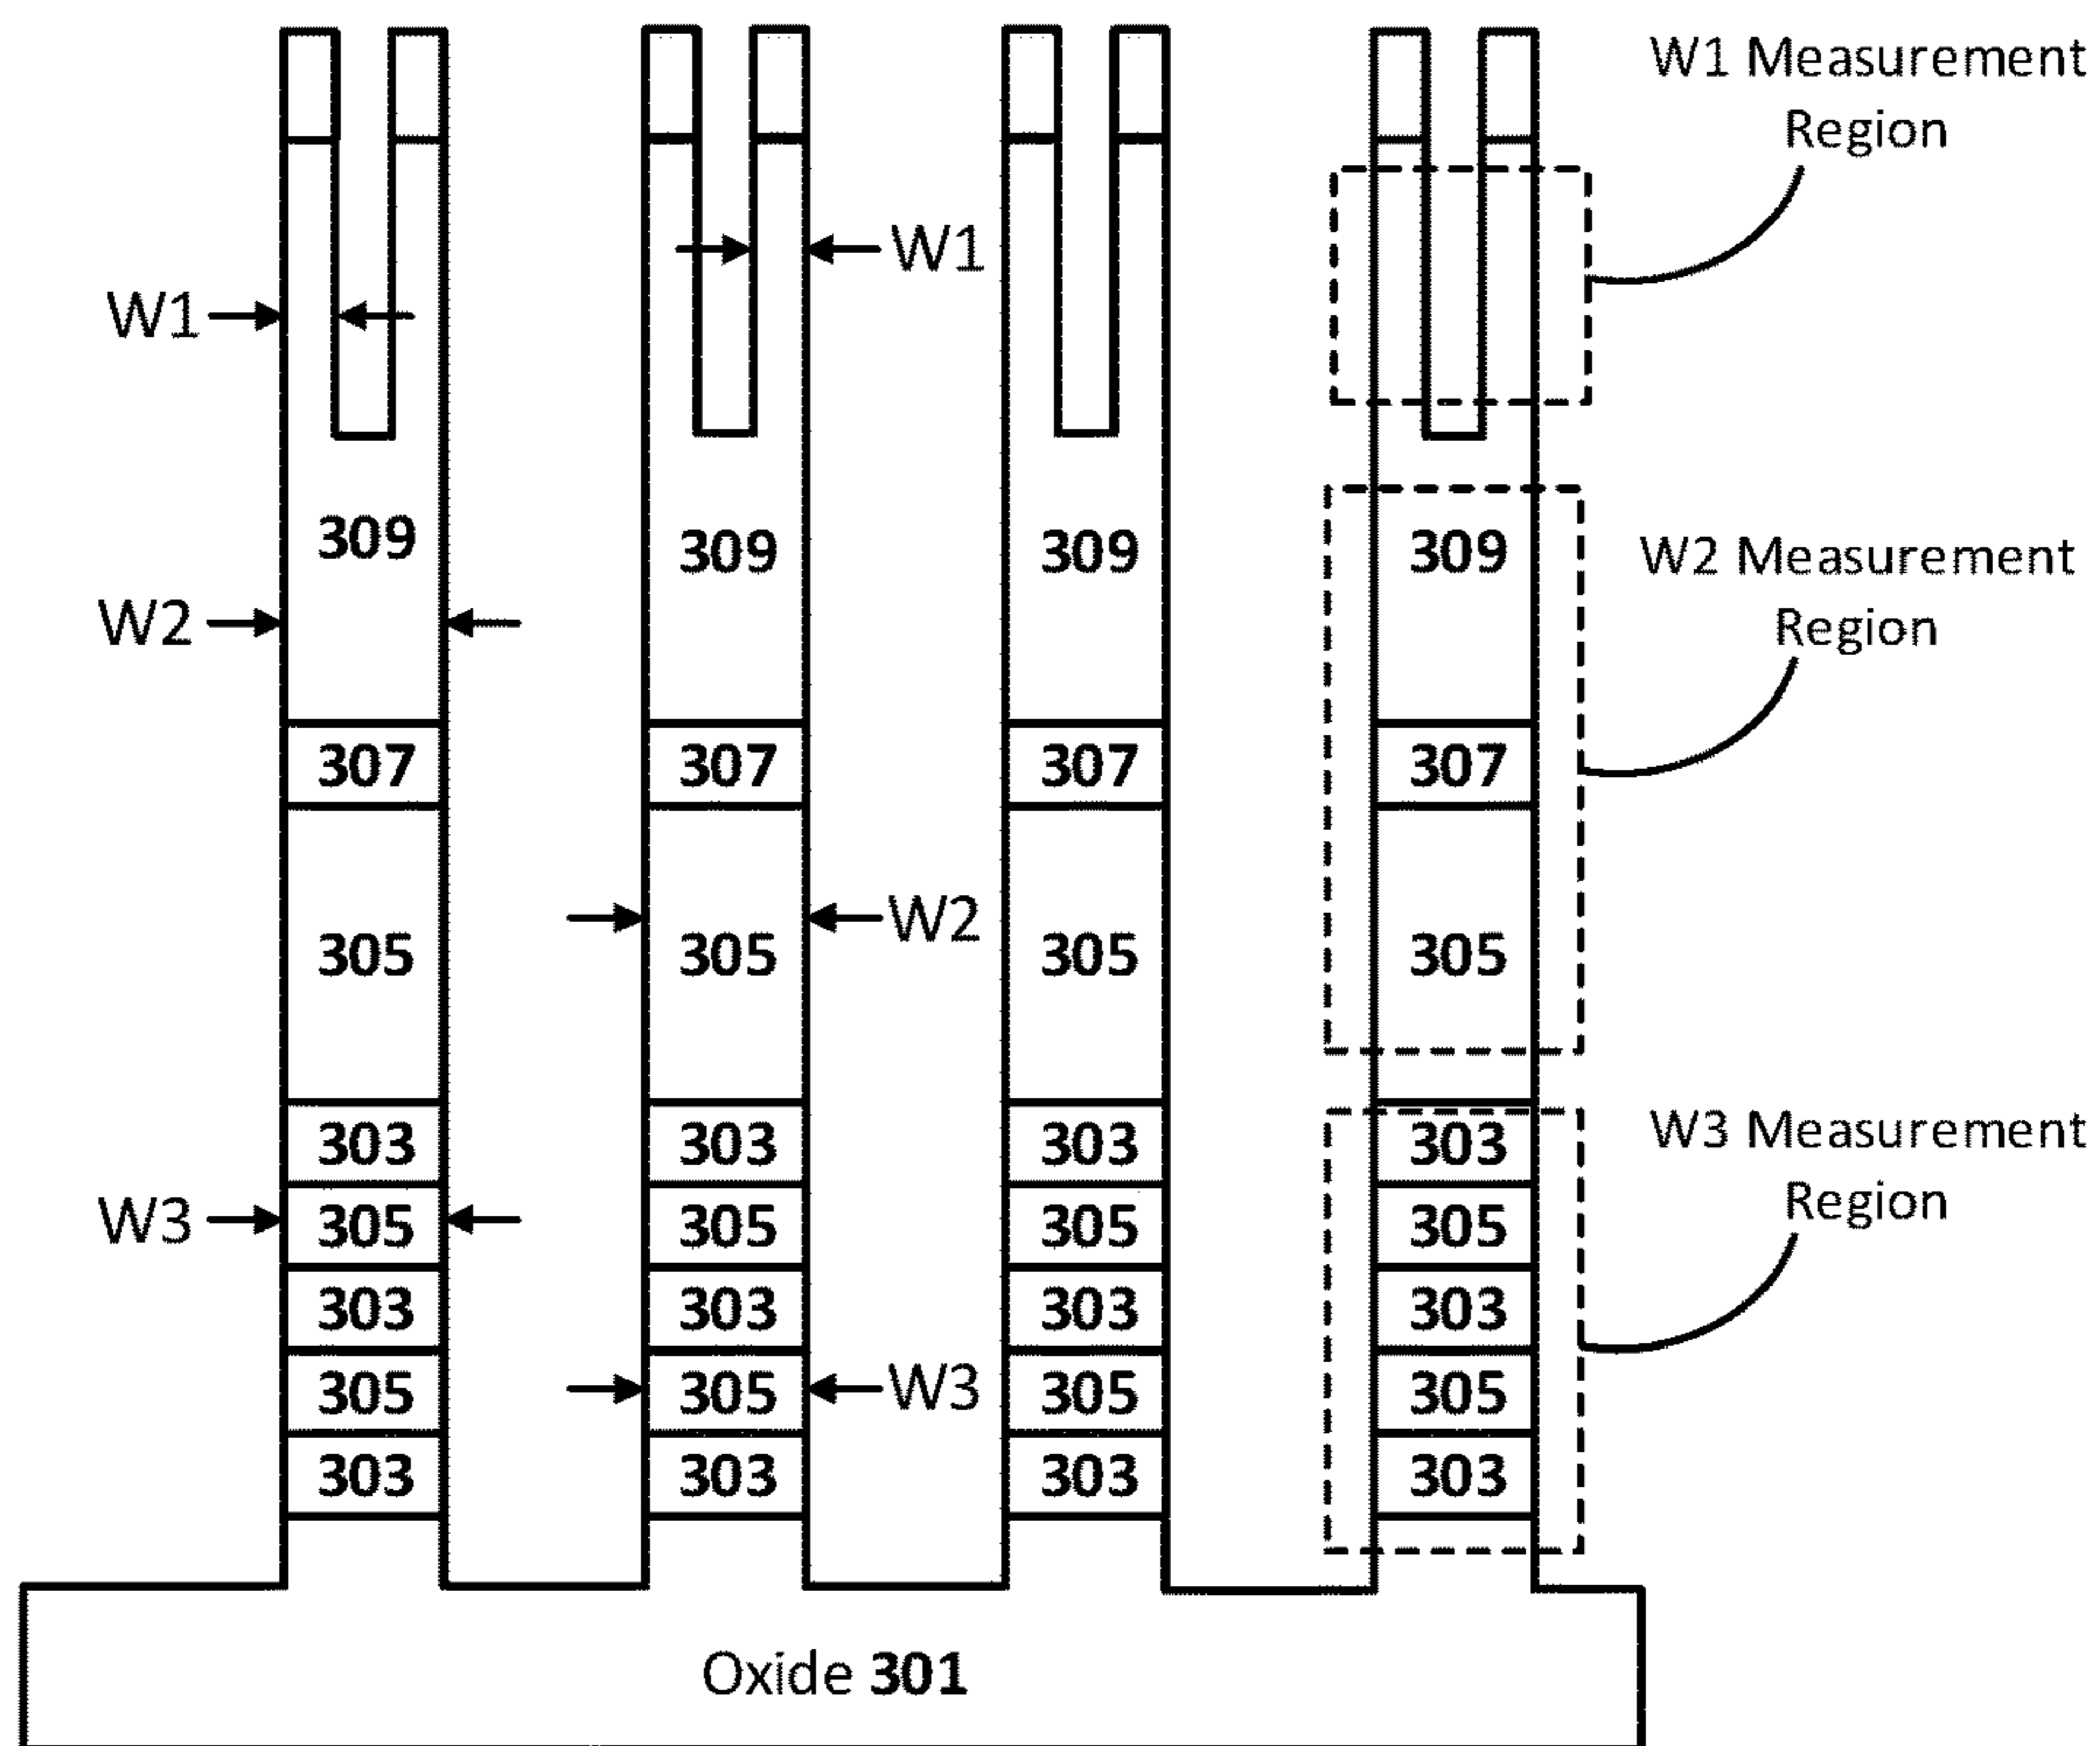 W1 Measurement
Region
W1
W1
309 309 309 309
W2 Measurement
Region
W2
307 307 307 307
W2
305 305 305 305
303 303 303 303
W3 Measurement
Region
W3
305 305 305 305
303 303 303 303
W3
305 305 305 305
303 303 303 303
Oxide 301